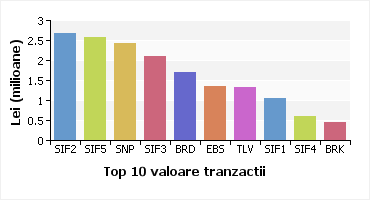 Lei (milioane)
3
2.5
2
1.5
1
0.5
0
SIF2 SIF5 SNP SIF3 BRD EBS TLV SIF1 SIF4 BRK
Top 10 valoare tranzactii